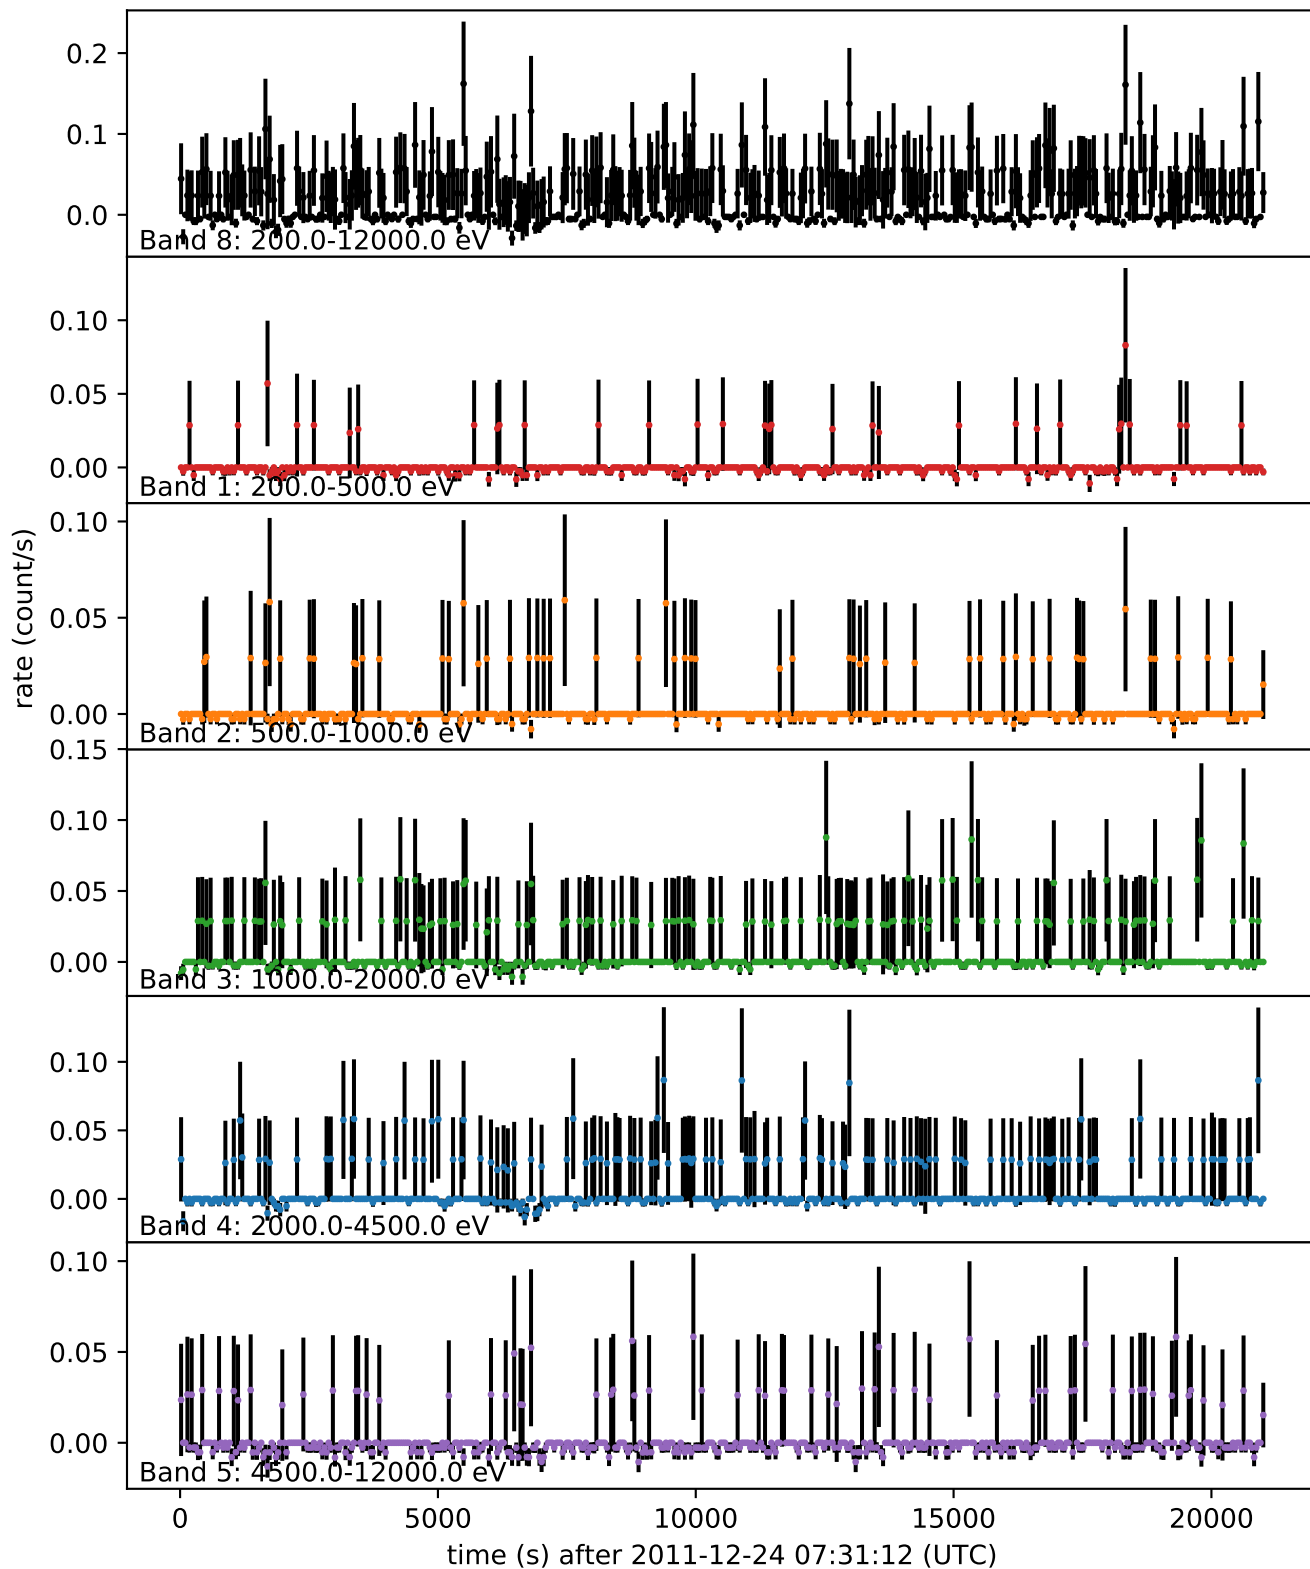 0.2
0.1
0.0
Band 8: 200.0-12000.0 eV
0.10
0.05
0.00
Band 1: 200.0-500.0 eV
0.10
0.05
0.00
Band 2: 500.0-1000.0 eV
rate (count/s)
0.15
0.10
0.05
0.00
Band 3: 1000.0-2000.0 eV
0.10
0.05
0.00
Band 4: 2000.0-4500.0 eV
0.10
0.05
0.00
Band 5: 4500.0-12000.0 eV
0 5000 10000 15000 20000
time (s) after 2011-12-24 07:31:12 (UTC)